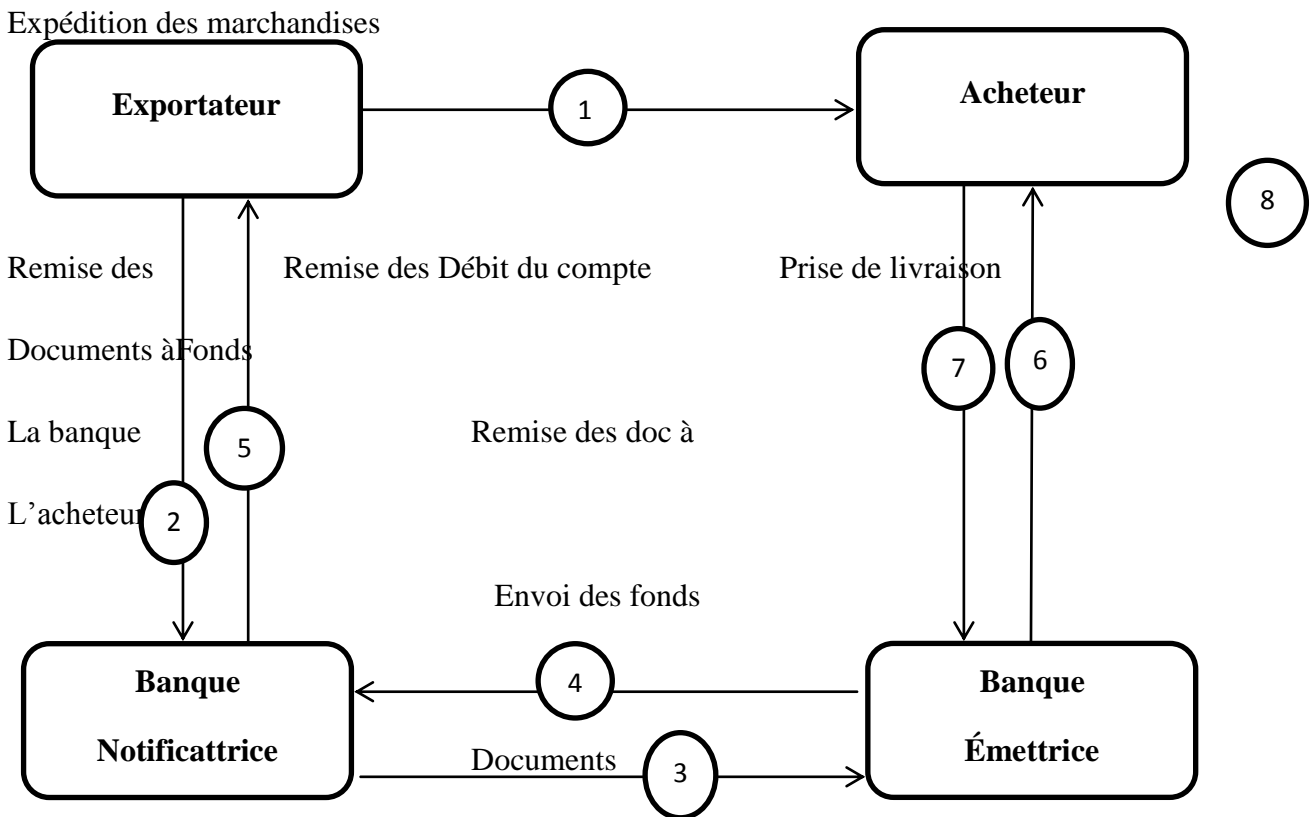 Expédition des marchandises
Exportateur
1
Acheteur
8
Remise des Remise des Débit du compte Prise de livraison
Documents àFonds
7
6
La banque
5
Remise des doc à
L’acheteur
2
Envoi des fonds
Banque
4
Banque
Notificattrice
Émettrice
Documents
3